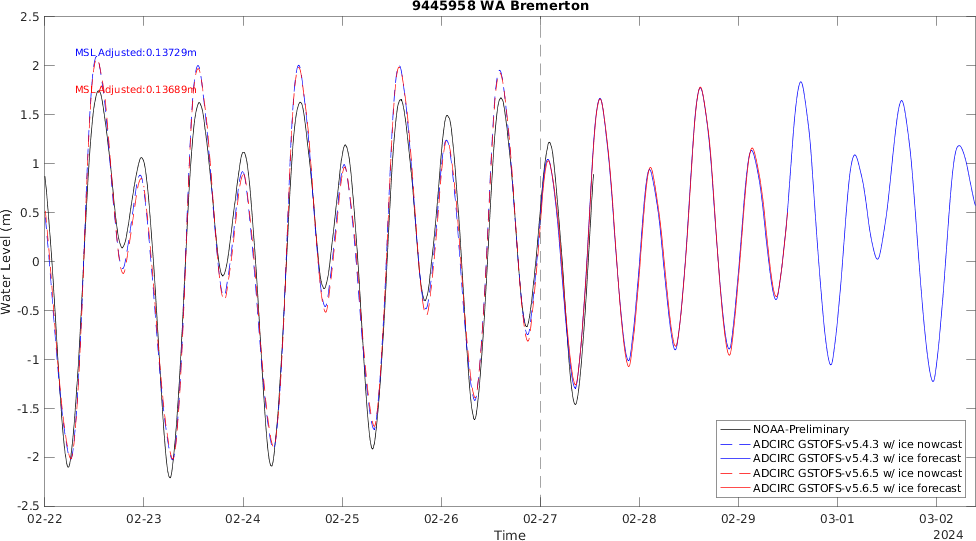 9445958 WA Bremerton
MSL Adjusted:0.13729m
MSL Adjusted:0.13689m
Water Level (m)
2.5
2
1.5
1
0.5
0
-0.5
-1
-1.5
-2
-2.5
NOAA-Preliminary
ADCIRC GSTOFS-v5.4.3 w/ ice nowcast
ADCIRC GSTOFS-v5.4.3 w/ ice forecast
ADCIRC GSTOFS-v5.6.5 w/ ice nowcast
ADCIRC GSTOFS-v5.6.5 w/ ice forecast
02-22 02-23 02-24 02-25 02-26 02-27 02-28 02-29 03-01 03-02
Time
2024